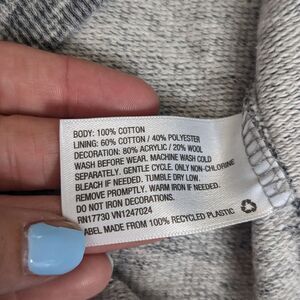 BODY: 100% COTTON
LINING: 60% COTTON / 40% POLYESTER
DECORATION: 80% ACRYLIC / 20% WOOL
WASH BEFORE WEAR. MACHINE WASH COLD
SEPARATELY. GENTLE CYCLE. ONLY NON-CHLORINE
BLEACH IF NEEDED. TUMBLE DRY LOW.
REMOVE PROMPTLY. WARM IRON IF NEEDED.
DO NOT IRON DECORATIONS.
RN17730 VN1247024
ABEL MADE FROM 100% RECYCLED PLASTIC